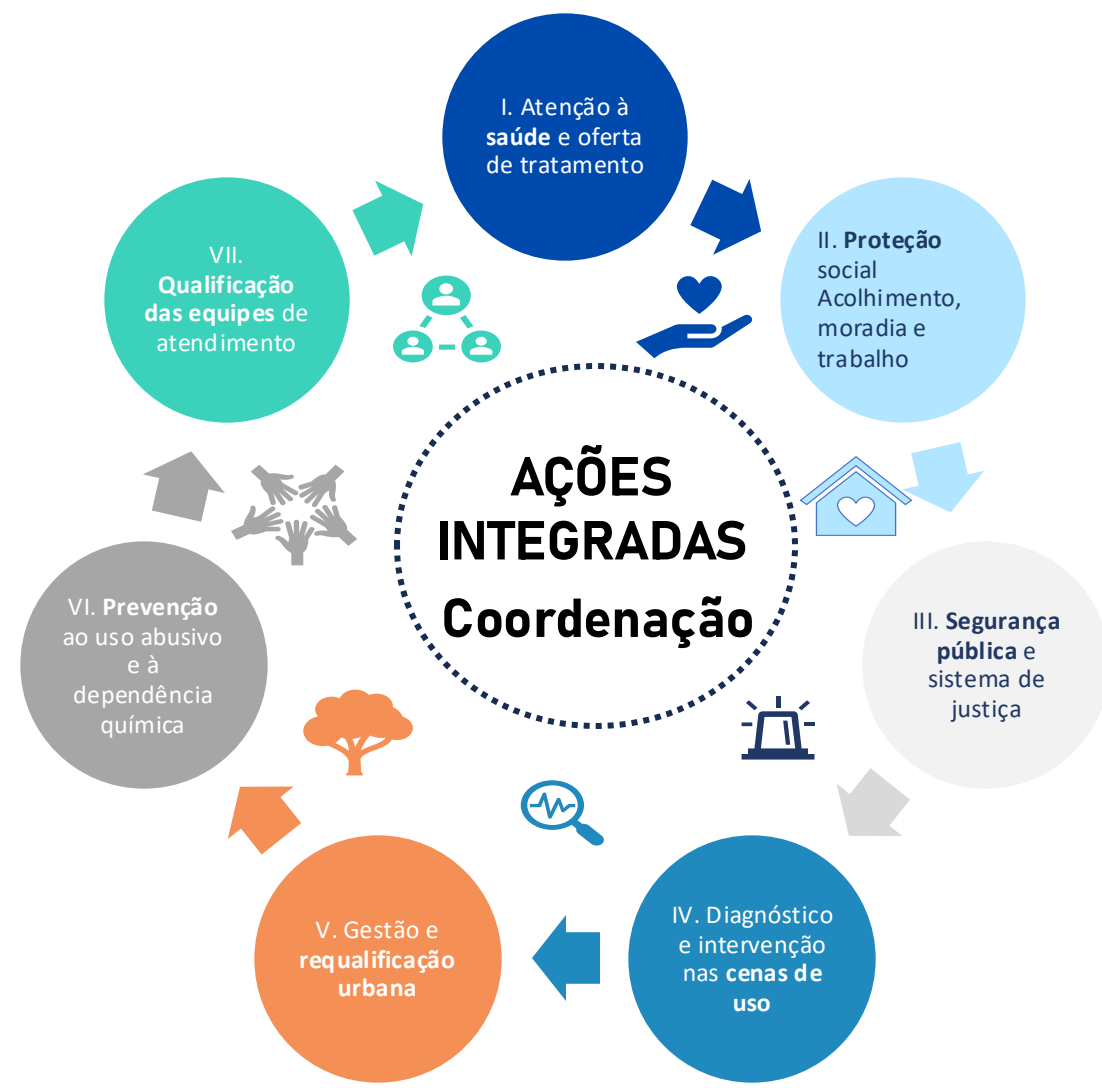 I. Atenção à
saúde e oferta
de tratamento
II. Proteção
social
Acolhimento,
moradia e
trabalho
III. Segurança
pública e
sistema de
justiça
IV. Diagnóstico
e intervenção
nas cenas de
uso
V. Gestão e
requalificação
urbana
VI. Prevenção
ao uso abusivo
e à
dependência
química
VII.
Qualificação
das equipes de
atendimento
AÇÕES
INTEGRADAS
Coordenação